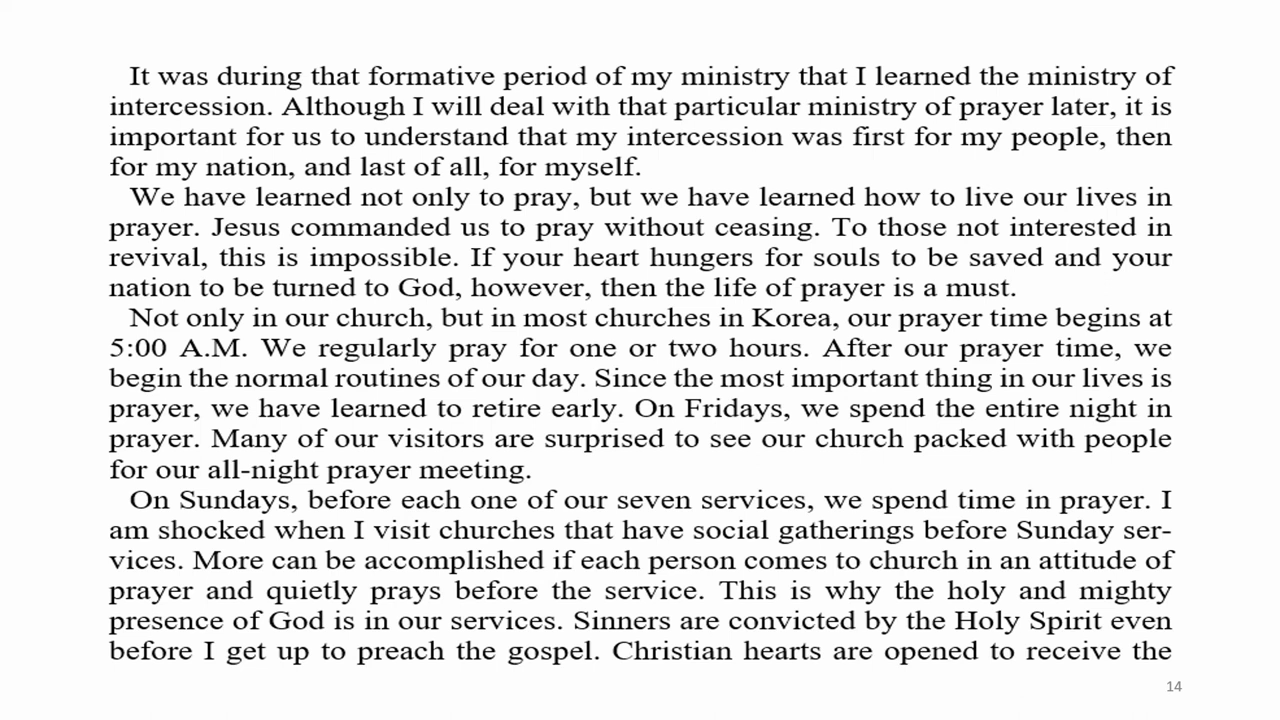 It was during that formative period of my ministry that I learned the ministry of
intercession. Although I will deal with that particular ministry of prayer later, it is
important for us to understand that my intercession was first for my people, then
for my nation, and last of all, for myself.
We have learned not only to pray, but we have learned how to live our lives in
prayer. Jesus commanded us to pray without ceasing. To those not interested in
revival, this is impossible. If your heart hungers for souls to be saved and your
nation to be turned to God, however, then the life of prayer is a must.
Not only in our church, but in most churches in Korea, our prayer time begins at
5:00 A.M. We regularly pray for one or two hours. After our prayer time, we
begin the normal routines of our day. Since the most important thing in our lives is
prayer, we have learned to retire early. On Fridays, we spend the entire night in
prayer. Many of our visitors are surprised to see our church packed with people
for our all-night prayer meeting.
On Sundays, before each one of our seven services, we spend time in prayer. I
am shocked when I visit churches that have social gatherings before Sunday ser-
vices. More can be accomplished if each person comes to church in an attitude of
prayer and quietly prays before the service. This is why the holy and mighty
presence of God is in our services. Sinners are convicted by the Holy Spirit even
before I get up to preach the gospel. Christian hearts are opened to receive the
14